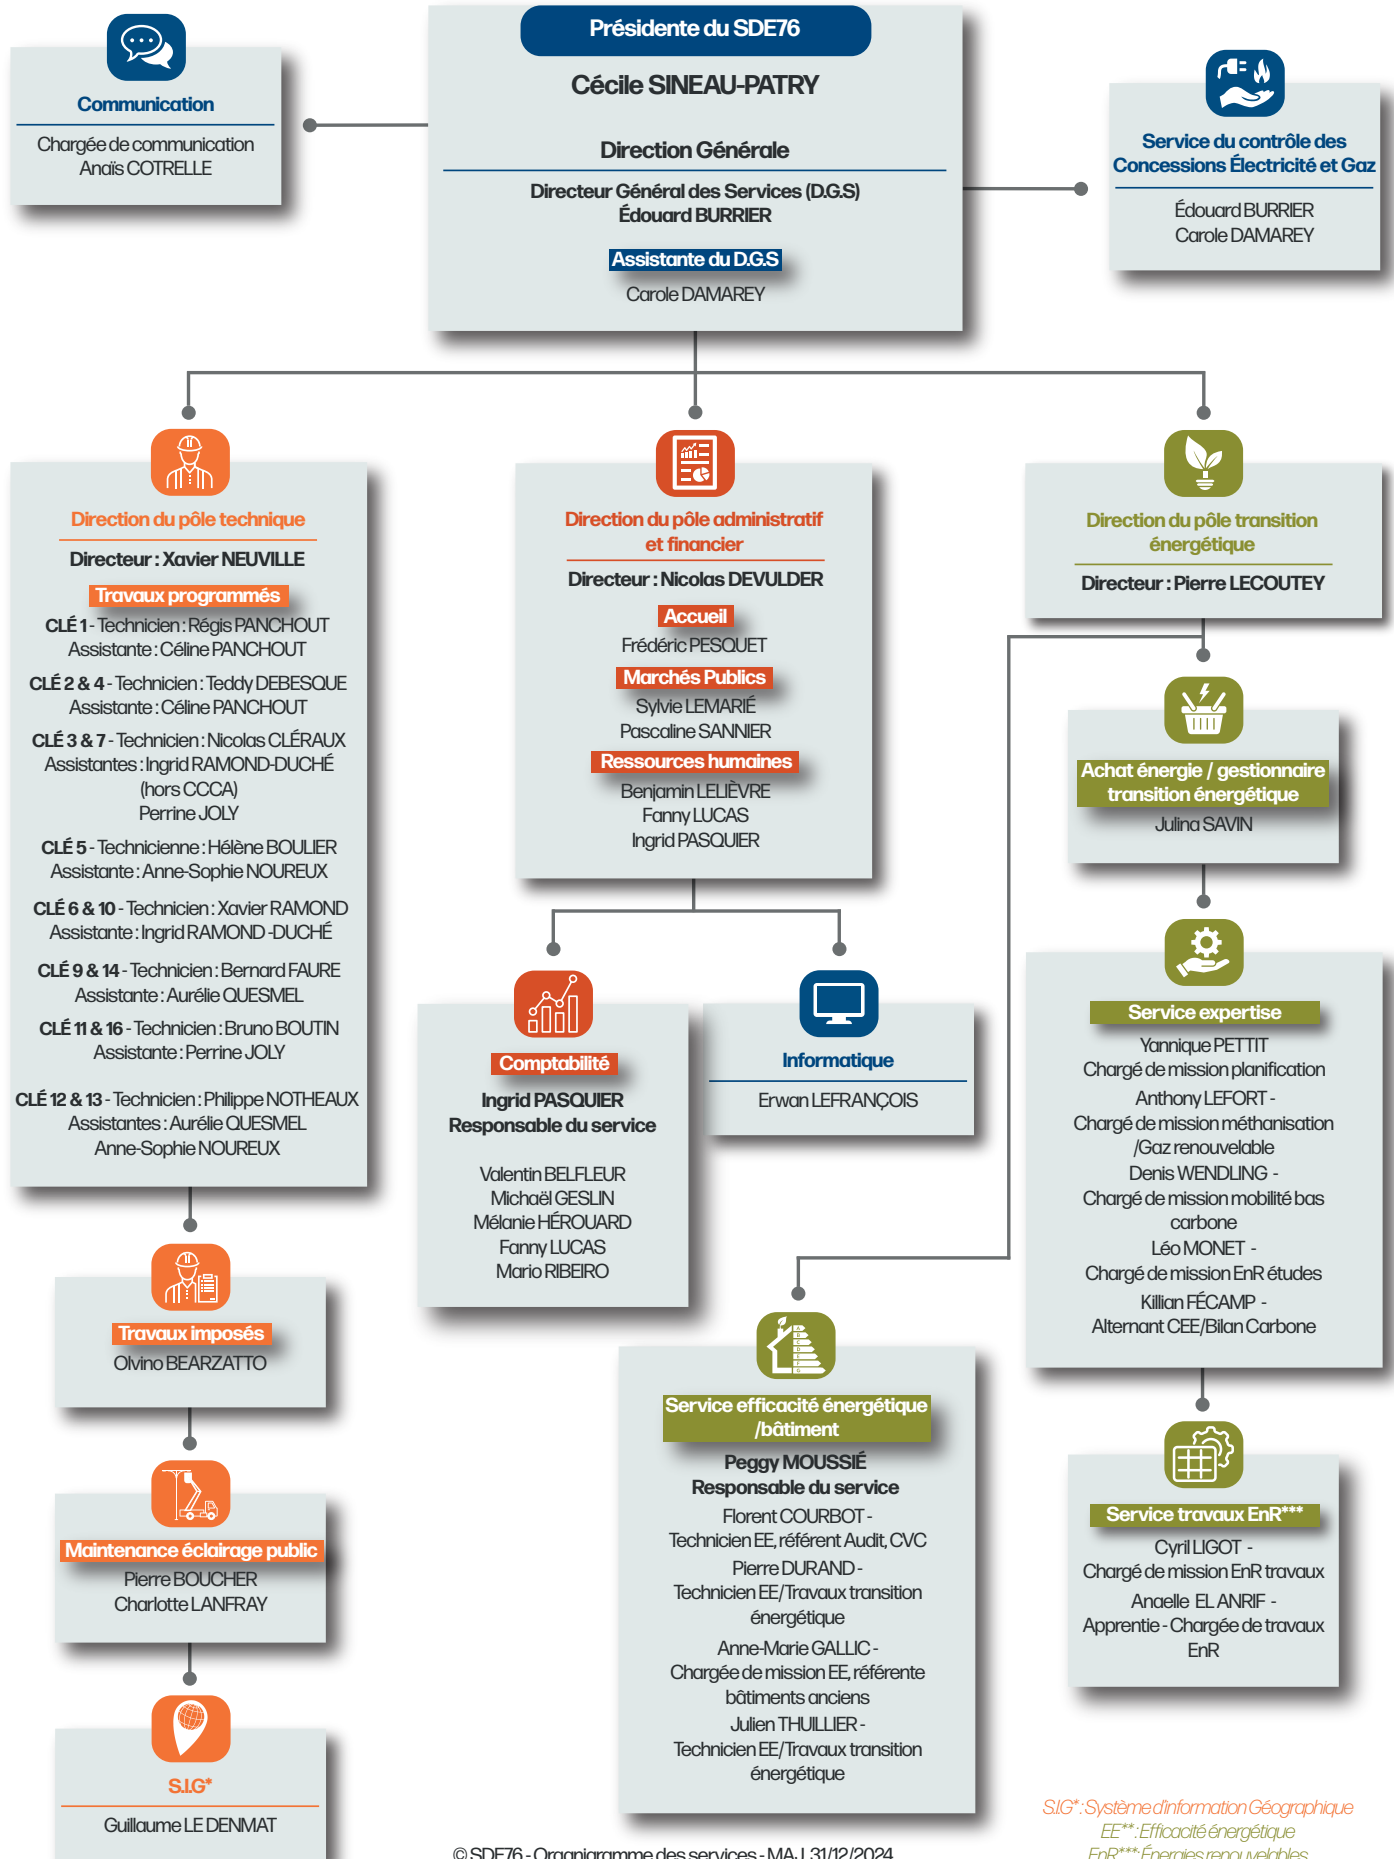 Présidente du SDE76
Cécile SINEAU-PATRY
Direction Générale
Directeur Général des Services (D.G.S)
Édouard BURRIER
Assistante du D.G.S
Carole DAMAREY
Communication
Chargée de communication
Anaïs COTRELLE
Service du contrôle des
Concessions Électricité et Gaz
Édouard BURRIER
Carole DAMAREY
Direction du pôle technique
Directeur : Xavier NEUVILLE
Travaux programmés
CLÉ 1 - Technicien : Régis PANCHOUT
Assistante : Céline PANCHOUT
CLÉ 2 & 4 - Technicien : Teddy DEBESQUE
Assistante : Céline PANCHOUT
CLÉ 3 & 7 - Technicien : Nicolas CLÉRAUX
Assistantes : Ingrid RAMOND-DUCHÉ
(hors CCCA)
Perrine JOLY
CLÉ 5 - Technicienne : Hélène BOULIER
Assistante : Anne-Sophie NOUREUX
CLÉ 6 & 10 - Technicien : Xavier RAMOND
Assistante : Ingrid RAMOND -DUCHÉ
CLÉ 9 & 14 - Technicien : Bernard FAURE
Assistante : Aurélie QUESMEL
CLÉ 11 & 16 - Technicien : Bruno BOUTIN
Assistante : Perrine JOLY
CLÉ 12 & 13 - Technicien : Philippe NOTHEAUX
Assistantes : Aurélie QUESMEL
Anne-Sophie NOUREUX
Travaux imposés
Olvino BEARZATTO
Maintenance éclairage public
Pierre BOUCHER
Charlotte LANFRAY
S.I.G*
Guillaume LE DENMAT
Direction du pôle administratif
et financier
Directeur : Nicolas DEVULDER
Accueil
Frédéric PESQUET
Marchés Publics
Sylvie LEMARIÉ
Pascaline SANNIER
Ressources humaines
Benjamin LELIÈVRE
Fanny LUCAS
Ingrid PASQUIER
Comptabilité
Ingrid PASQUIER
Responsable du service
Valentin BELFLEUR
Michaël GESLIN
Mélanie HÉROUARD
Fanny LUCAS
Mario RIBEIRO
Informatique
Erwan LEFRANÇOIS
Direction du pôle transition
énergétique
Directeur : Pierre LECOUTEY
Achat énergie / gestionnaire
transition énergétique
Julina SAVIN
Service expertise
Yannique PETTIT
Chargé de mission planification
Anthony LEFORT -
Chargé de mission méthanisation
/Gaz renouvelable
Denis WENDLING -
Chargé de mission mobilité bas
carbone
Léo MONET -
Chargé de mission EnR études
Killian FÉCAMP -
Alternant CEE/Bilan Carbone
Service efficacité énergétique
/bâtiment
Peggy MOUSSIÉ
Responsable du service
Florent COURBOT -
Technicien EE, référent Audit, CVC
Pierre DURAND -
Technicien EE/Travaux transition
énergétique
Anne-Marie GALLIC -
Chargée de mission EE, référente
bâtiments anciens
Julien THUILLIER -
Technicien EE/Travaux transition
énergétique
Service travaux EnR***
Cyril LIGOT -
Chargé de mission EnR travaux
Anaelle EL ANRIF -
Apprentie - Chargée de travaux
EnR
S.I.G* : Système d'information Géographique
EE** : Efficacité énergétique
EnR***: Énergies renouvelables
© SDE76 - Organigramme des services - MAJ 31/12/2024